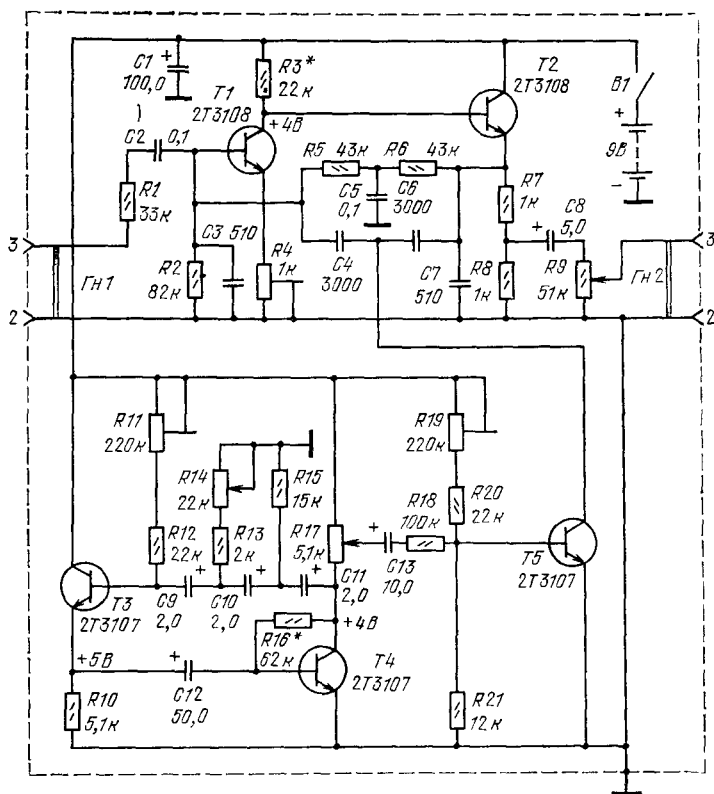 C1
100,0
+
R3*
22к
T1
2T3108
+4В
T2
2T3108
B1
+
9В
-
C2
0,1
R1
33к
R5
43к
R6
43к
C5
0,1
C6
3000
R7
1к
+
C8
5,0
3
Гн1
2
C3 510
R2
82к
R4
1к
C4
3000
C7
510
R8
1к
R9
51к
Гн2
3
2
R11
220к
R14
22к
R15
15к
R19
220к
R12
22к
R13
2к
R17
5,1к
+
R18
100к
R20
22к
T3
2T3107
C9
2,0
+
C10
2,0
+
+
C11
2,0
C13
10,0
T5
2T3107
+5В
+
C12
50,0
R16*
62к
+4В
T4
2T3107
R10
5,1к
R21
12к